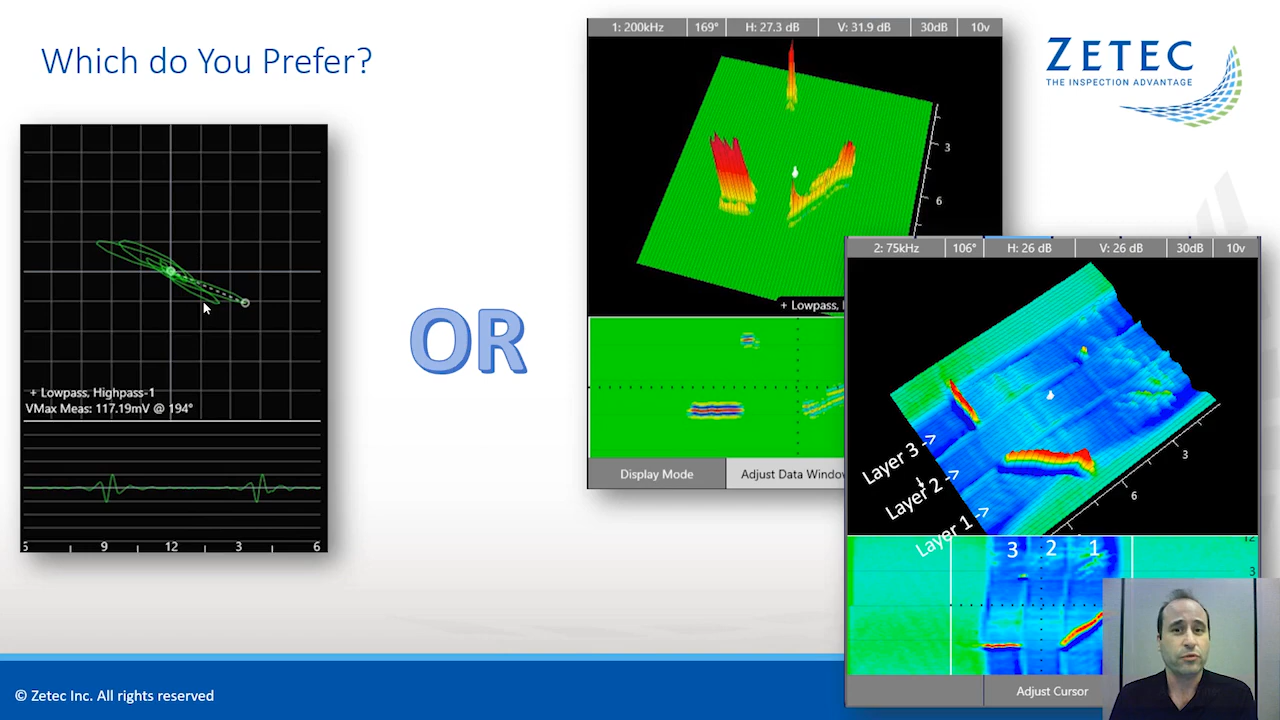 Which do You Prefer?
1: 200kHz 169° H: 27.3 dB V: 31.9 dB 30dB 10v
ZETEC
THE INSPECTION ADVANTAGE
3
6
+ Lowpass,
2: 75kHz 106° H: 26 dB V: 26 dB 30dB 10v
OR
+ Lowpass, Highpass-1
VMax Meas: 117.19mV @ 194°
9 12 3 6
Display Mode Adjust Data Window
Layer 3 ->
Layer 2 ->
Layer 1 ->
3
6
3 2 1
12
3
Adjust Cursor
© Zetec Inc. All rights reserved